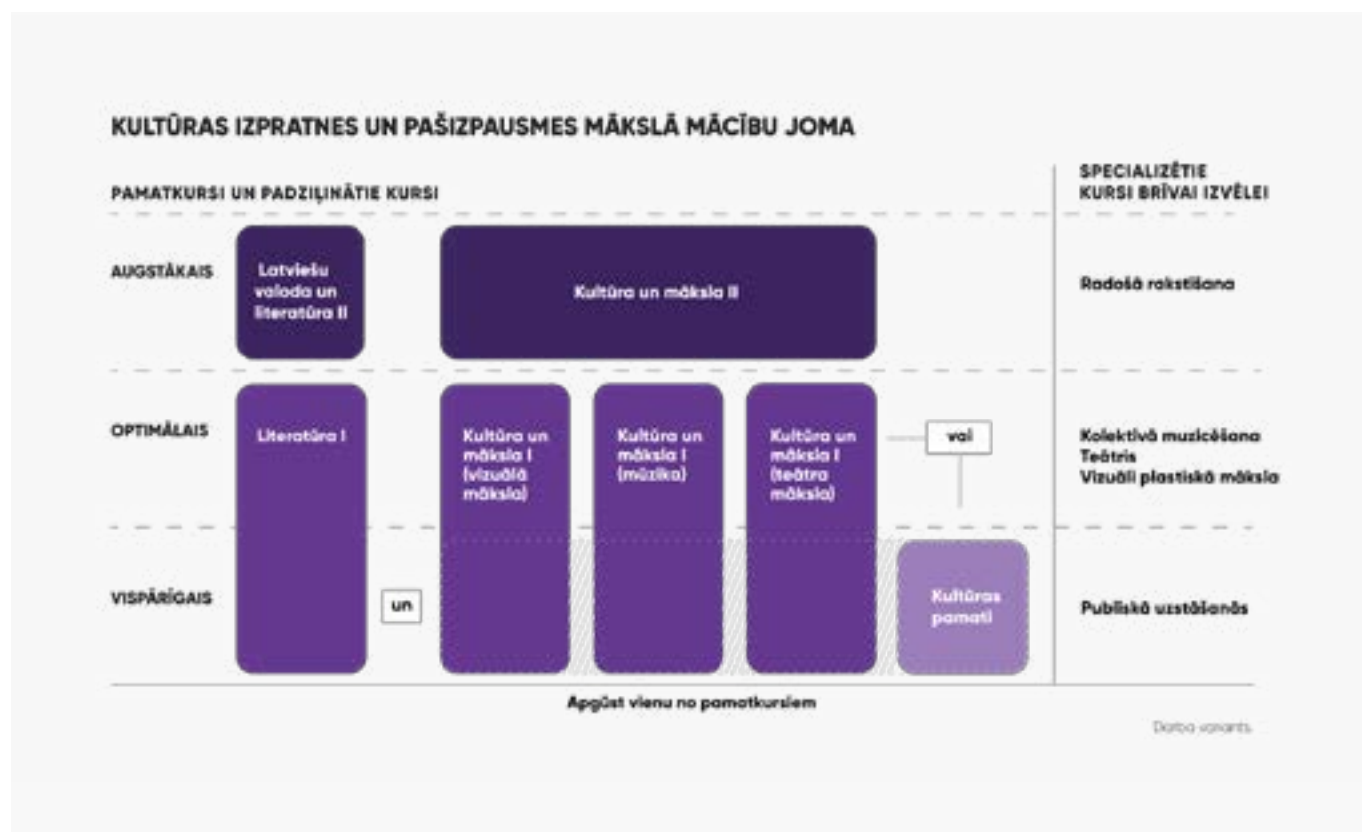 KULTŪRAS IZPRATNES UN PAŠIZPAUSMES MĀKSLĀ MĀCĪBU JOMA
PAMATKURSI UN PADZIĻINĀTIE KURSI
SPECIALIZĒTIE
KURSI BRĪVAI IZVĒLEI
AUGSTĀKAIS
Latviešu
valoda un
literatūra II
Kultūra un māksla II
Radošā rakstīšana
OPTIMĀLAIS
Literatūra I
Kultūra un
māksla I
(vizuālā
māksla)
Kultūra un
māksla I
(mūzika)
Kultūra un
māksla I
(teātra
māksla)
vai
Kolektīvā muzicēšana
Teātris
Vizuāli plastiskā māksla
VISPĀRĪGAIS
un
Kultūras
pamati
Publiskā uzstāšanās
Apgūst vienu no pamatkursiem
Darba variants